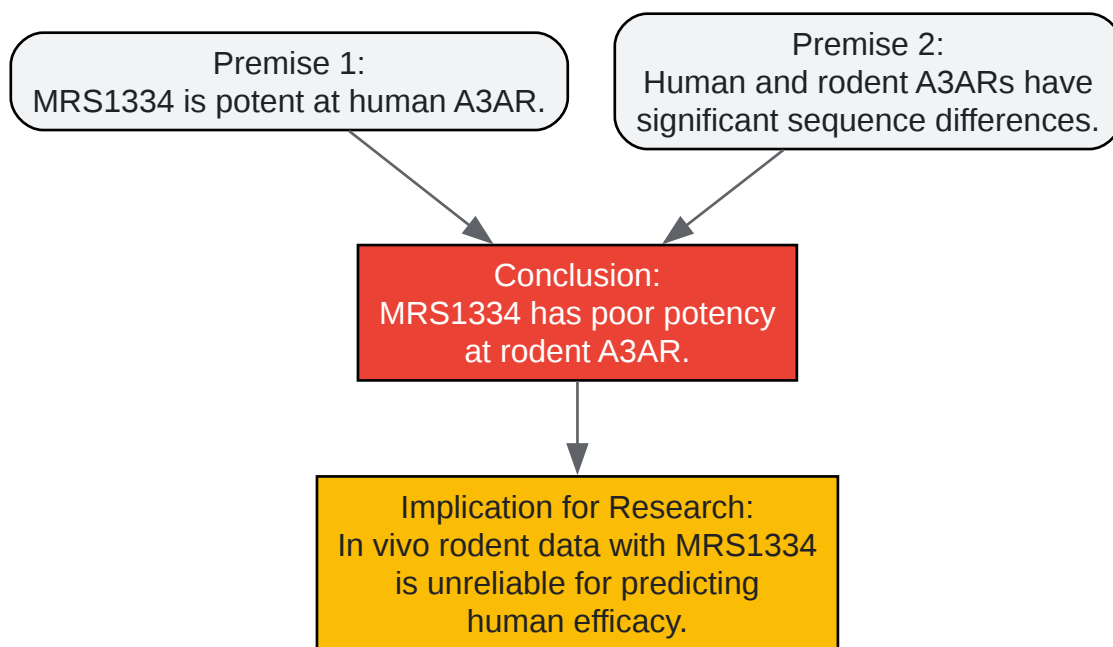 Premise 1:
MRS1334 is potent at human A3AR.
Premise 2:
Human and rodent A3ARs have
significant sequence differences.
Conclusion:
MRS1334 has poor potency
at rodent A3AR.
Implication for Research:
In vivo rodent data with MRS1334
is unreliable for predicting
human efficacy.